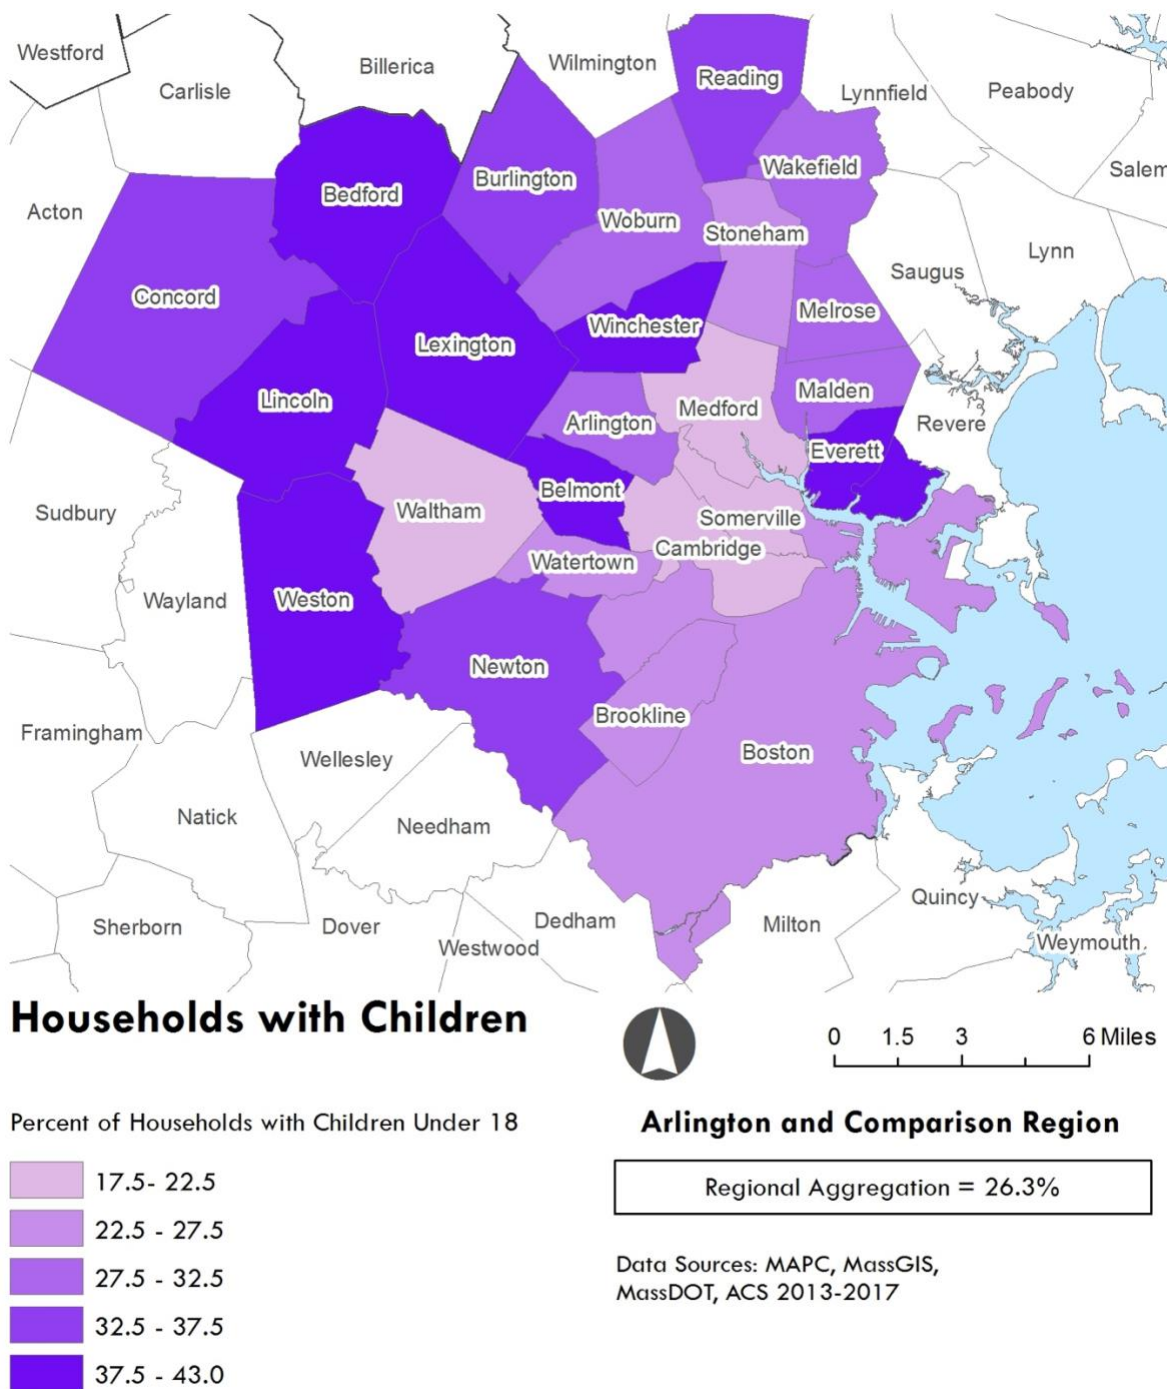 Westford
Carlisle
Billerica
Wilmington
Reading
Lynnfield
Peabody
Salem
Acton
Bedford
Burlington
Woburn
Wakefield
Stoneham
Concord
Saugus
Lynn
Lexington
Winchester
Melrose
Lincoln
Arlington
Medford
Malden
Revere
Everett
Sudbury
Waltham
Belmont
Somerville
Cambridge
Watertown
Wayland
Weston
Newton
Framingham
Wellesley
Brookline
Boston
Natick
Needham
Sherborn
Dover
Westwood
Dedham
Milton
Quincy
Weymouth
Households with Children
0 1.5 3 6 Miles
Percent of Households with Children Under 18
17.5- 22.5
22.5 - 27.5
27.5 - 32.5
32.5 - 37.5
37.5 - 43.0
Arlington and Comparison Region
Regional Aggregation = 26.3%
Data Sources: MAPC, MassGIS,
MassDOT, ACS 2013-2017